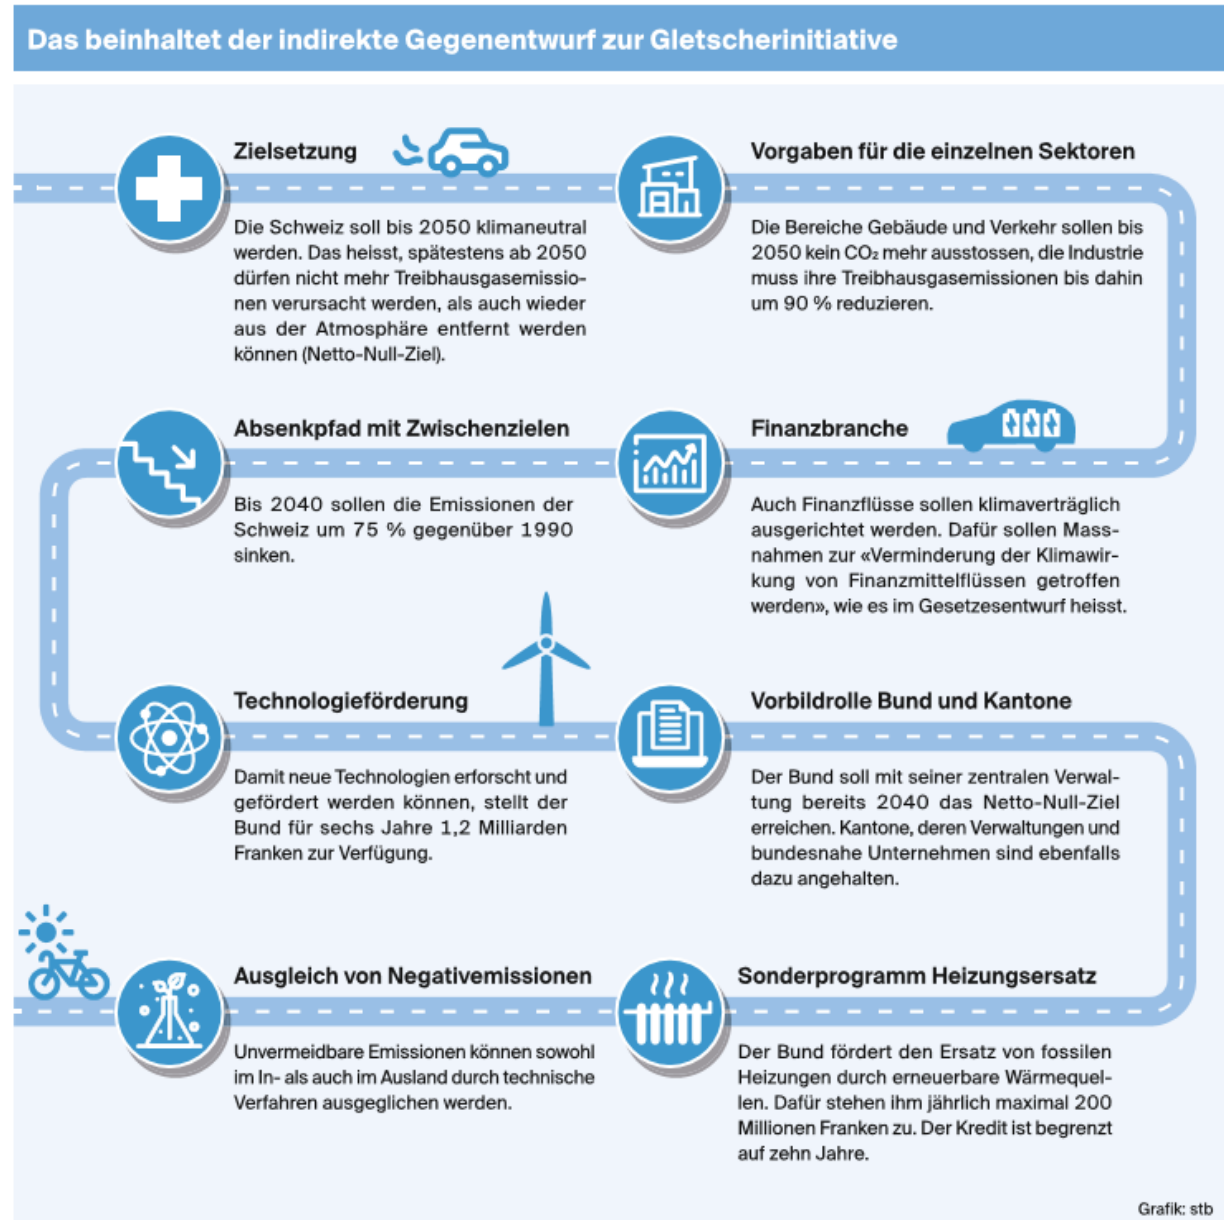 Das beinhaltet der indirekte Gegenentwurf zur Gletscherinitiative
Zielsetzung
Die Schweiz soll bis 2050 klimaneutral
werden. Das heisst, spätestens ab 2050
dürfen nicht mehr Treibhausgasemissio-
nen verursacht werden, als auch wieder
aus der Atmosphäre entfernt werden
können (Netto-Null-Ziel).
Vorgaben für die einzelnen Sektoren
Die Bereiche Gebäude und Verkehr sollen bis
2050 kein CO₂ mehr ausstossen, die Industrie
muss ihre Treibhausgasemissionen bis dahin
um 90 % reduzieren.
Finanzbranche
Auch Finanzflüsse sollen klimaverträglich
ausgerichtet werden. Dafür sollen Mass-
nahmen zur «Verminderung der Klimawir-
kung von Finanzmittelflüssen getroffen
werden», wie es im Gesetzesentwurf heisst.
Absenkpfad mit Zwischenzielen
Bis 2040 sollen die Emissionen der
Schweiz um 75 % gegenüber 1990
sinken.
Technologieförderung
Damit neue Technologien erforscht und
gefördert werden können, stellt der
Bund für sechs Jahre 1,2 Milliarden
Franken zur Verfügung.
Vorbildrolle Bund und Kantone
Der Bund soll mit seiner zentralen Verwal-
tung bereits 2040 das Netto-Null-Ziel
erreichen. Kantone, deren Verwaltungen und
bundesnahe Unternehmen sind ebenfalls
dazu angehalten.
Sonderprogramm Heizungsersatz
Der Bund fördert den Ersatz von fossilen
Heizungen durch erneuerbare Wärmequel-
len. Dafür stehen ihm jährlich maximal 200
Millionen Franken zu. Der Kredit ist begrenzt
auf zehn Jahre.
Ausgleich von Negativemissionen
Unvermeidbare Emissionen können sowohl
im In- als auch im Ausland durch technische
Verfahren ausgeglichen werden.
Grafik: stb